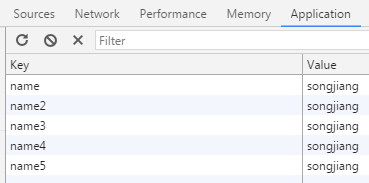 Sources Network Performance Memory Application
Filter
Key Value
name songjiang
name2 songjiang
name3 songjiang
name4 songjiang
name5 songjiang